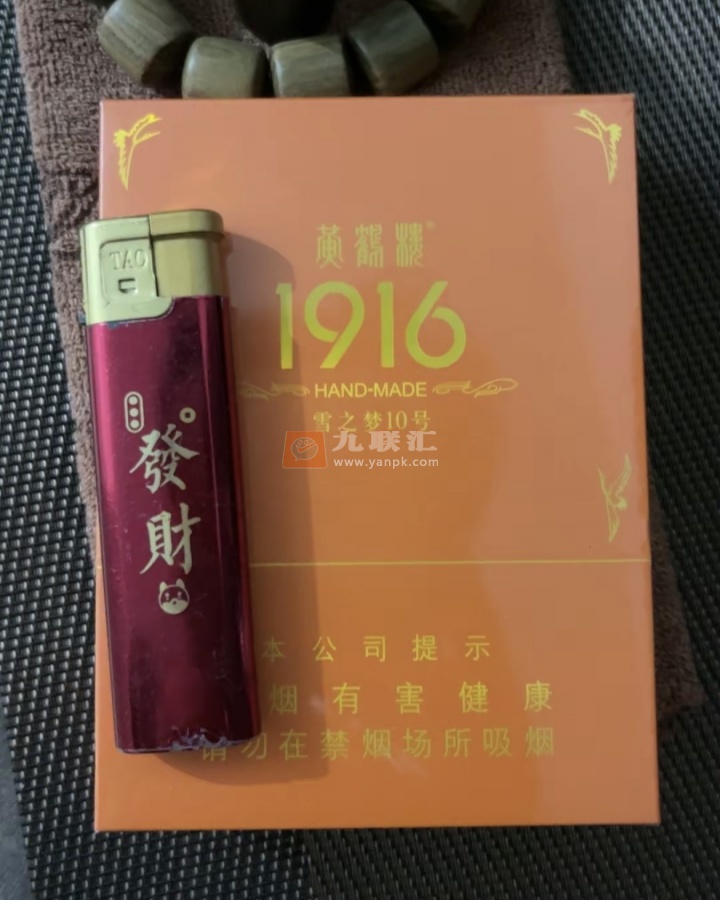 黄鶴楼®
1916
HAND-MADE
雪之梦10号
九联汇
www.yanpk.com
TAO
發
財
本公司提示
烟有害健康
请勿在禁烟场所吸烟